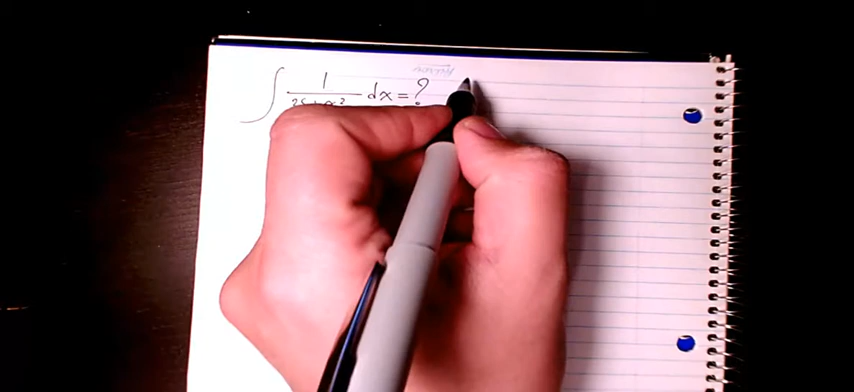 ∫ 1/(25+x²) dx = ?